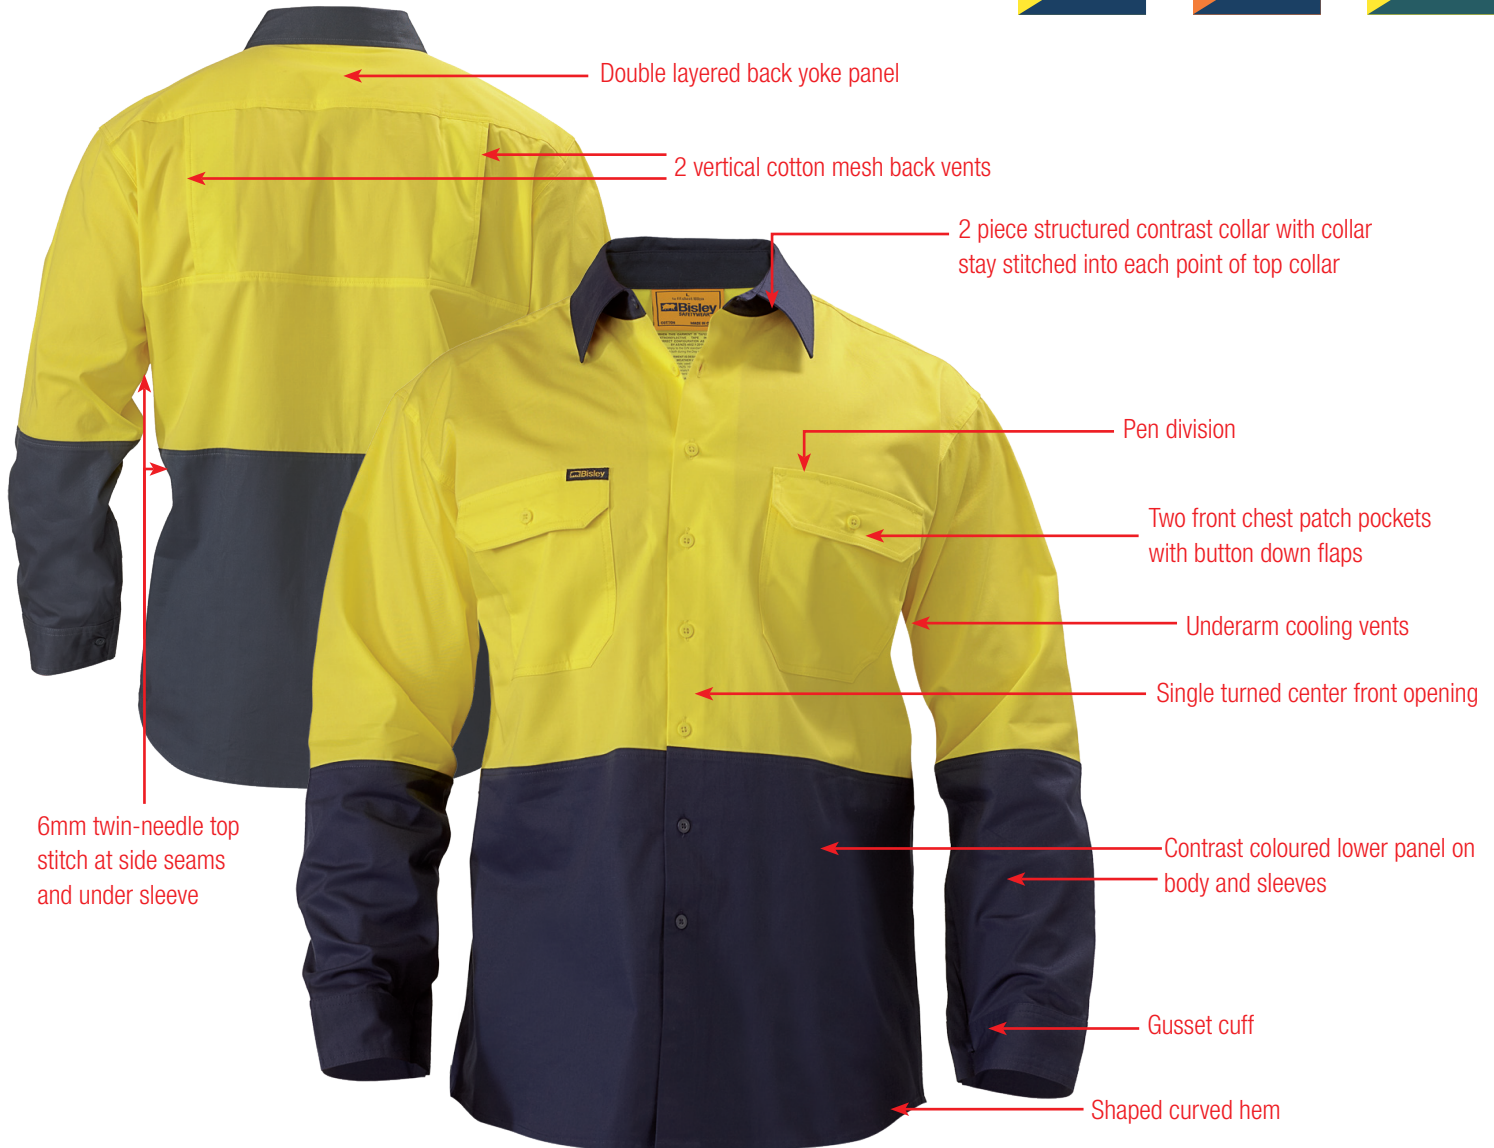 Double layered back yoke panel
2 vertical cotton mesh back vents
2 piece structured contrast collar with collar
stay stitched into each point of top collar
Bisley
Pen division
Bisley
Two front chest patch pockets
with button down flaps
Underarm cooling vents
Single turned center front opening
6mm twin-needle top
stitch at side seams
and under sleeve
Contrast coloured lower panel on
body and sleeves
Gusset cuff
Shaped curved hem